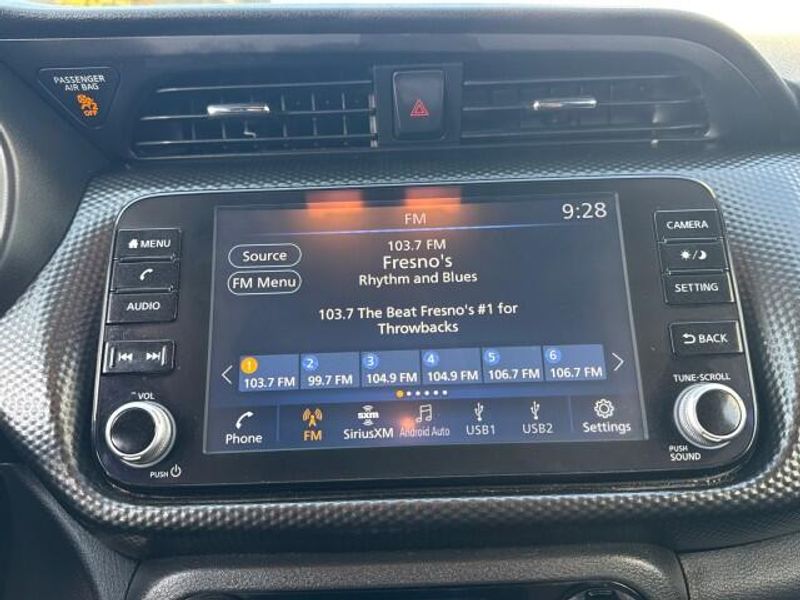 PASSENGER
AIR BAG
OFF
FM
9:28
MENU
AUDIO
VOL
PUSH
Source
FM Menu
103.7 FM
Fresno's
Rhythm and Blues
103.7 The Beat Fresno's #1 for
Throwbacks
1 2 3 4 5 6
103.7 FM 99.7 FM 104.9 FM 104.9 FM 106.7 FM 106.7 FM
Phone FM SiriusXM Android Auto USB1 USB2 Settings
sxm
CAMERA
SETTING
BACK
TUNE·SCROLL
PUSH
SOUND